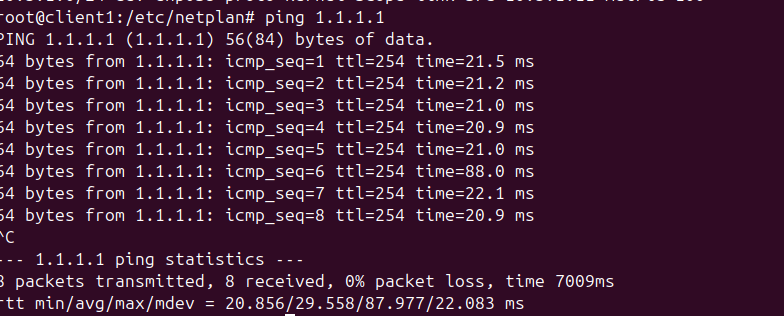 root@client1:/etc/netplan# ping 1.1.1.1
PING 1.1.1.1 (1.1.1.1) 56(84) bytes of data.
64 bytes from 1.1.1.1: icmp_seq=1 ttl=254 time=21.5 ms
64 bytes from 1.1.1.1: icmp_seq=2 ttl=254 time=21.2 ms
64 bytes from 1.1.1.1: icmp_seq=3 ttl=254 time=21.0 ms
64 bytes from 1.1.1.1: icmp_seq=4 ttl=254 time=20.9 ms
64 bytes from 1.1.1.1: icmp_seq=5 ttl=254 time=21.0 ms
64 bytes from 1.1.1.1: icmp_seq=6 ttl=254 time=88.0 ms
64 bytes from 1.1.1.1: icmp_seq=7 ttl=254 time=22.1 ms
64 bytes from 1.1.1.1: icmp_seq=8 ttl=254 time=20.9 ms
^C
--- 1.1.1.1 ping statistics ---
8 packets transmitted, 8 received, 0% packet loss, time 7009ms
rtt min/avg/max/mdev = 20.856/29.558/87.977/22.083 ms